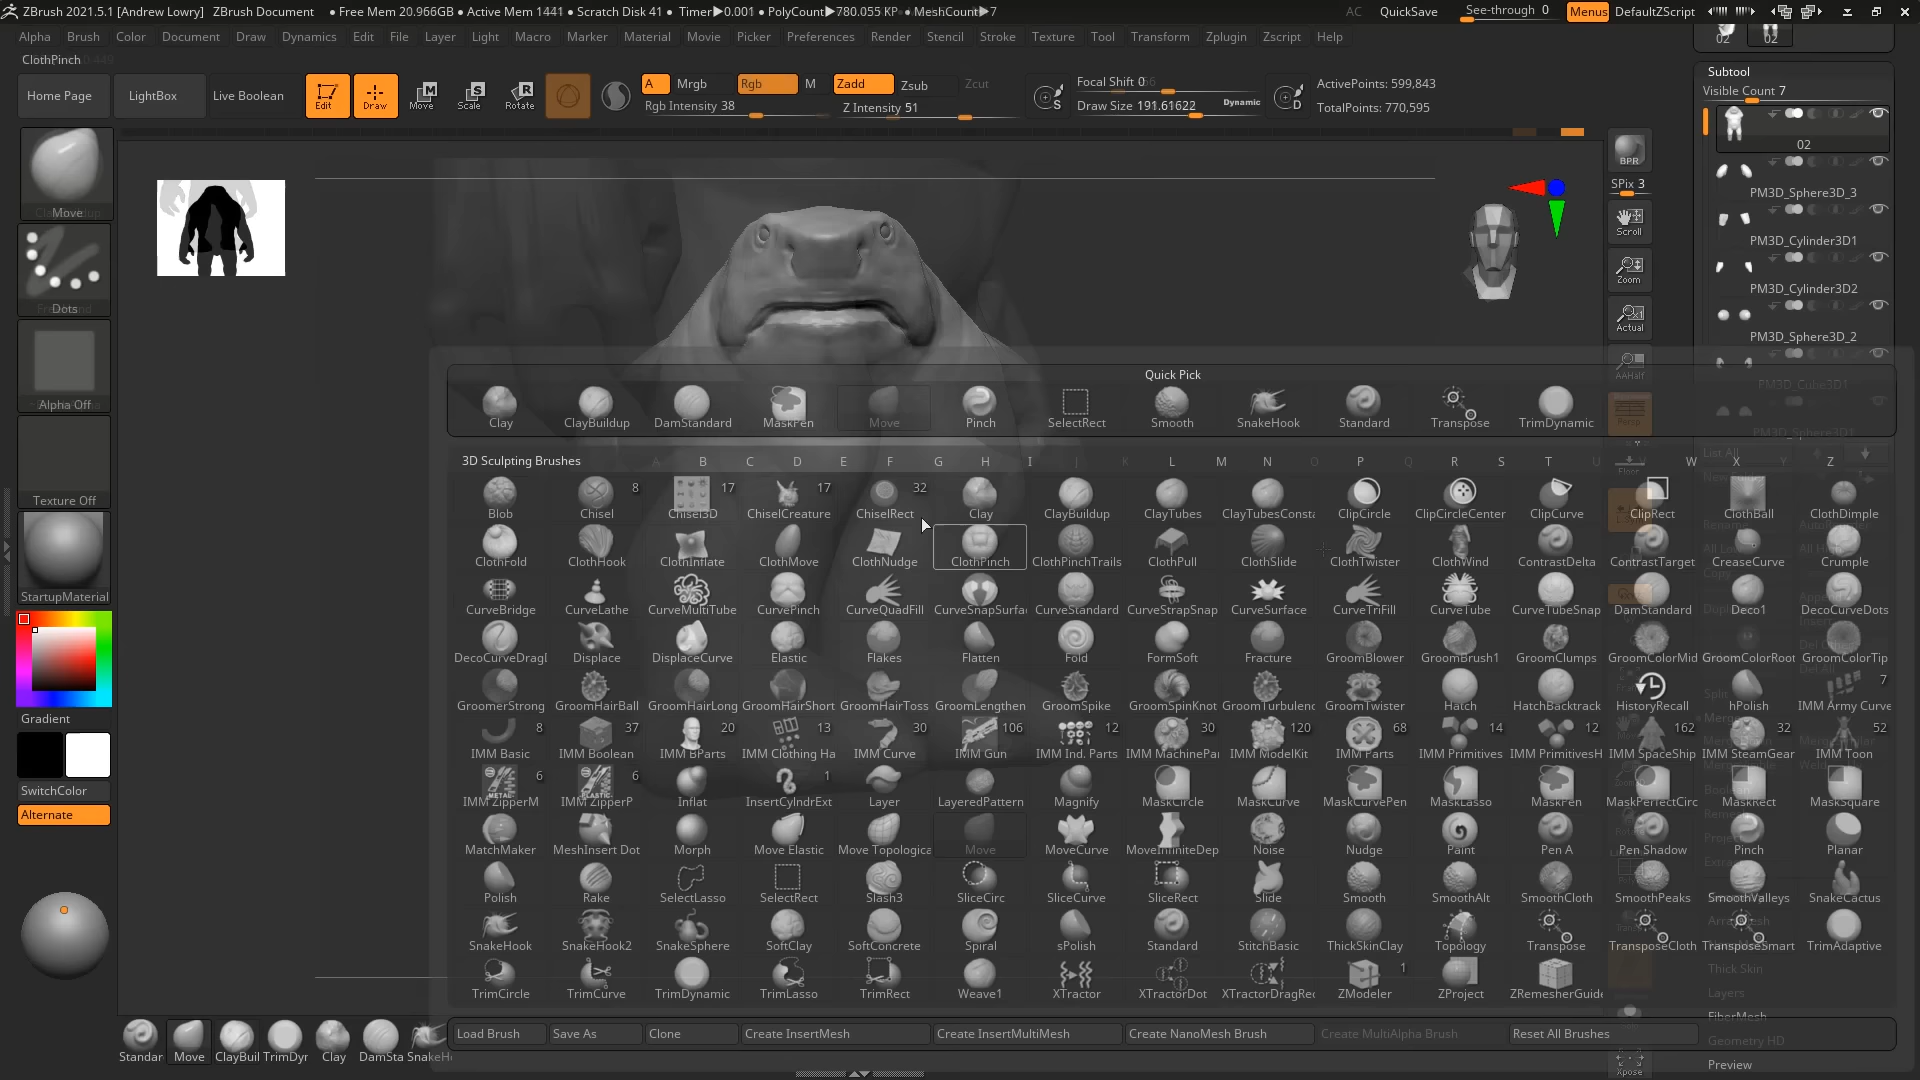 ZBrush 2021.5.1 [Andrew Lowry] ZBrush Document • Free Mem 20.966GB • Active Mem 1441 • Scratch Disk 41 • Timer▶0.001 • PolyCount▶780.055 KP • MeshCount▶7 AC QuickSave See-through 0 Menus DefaultZScript
Alpha Brush Color Document Draw Dynamics Edit File Layer Light Macro Marker Material Movie Picker Preferences Render Stencil Stroke Texture Tool Transform Zplugin Zscript Help
02 02
ClothPinch
Home Page LightBox Live Boolean Edit Draw Move Scale Rotate
A Mrgb Rgb M Zadd Zsub Zcut
Rgb Intensity 38 Z Intensity 51
S Focal Shift 0
Draw Size 191.61622 Dynamic D
ActivePoints: 599,843
TotalPoints: 770,595
Subtool
Visible Count 7
02
PM3D_Sphere3D_3
PM3D_Cylinder3D1
PM3D_Cylinder3D2
PM3D_Sphere3D_2
PM3D_Cube3D1
PM3D_Sphere3D1
Move
Dots
Alpha Off
Texture Off
StartupMaterial
Gradient
SwitchColor
Alternate
BPR
SPix 3
Scroll
Zoom
Actual
AAHalf
Persp
Floor
Quick Pick
Clay ClayBuildup DamStandard MaskPen Move Pinch SelectRect Smooth SnakeHook Standard Transpose TrimDynamic
3D Sculpting Brushes A B C D E F G H I J K L M N O P Q R S T U V W X Y Z
8 17 17 32
Blob Chisel Chisel3D ChiselCreature ChiselRect Clay ClayBuildup ClayTubes ClayTubesConsta ClipCircle ClipCircleCenter ClipCurve ClipRect ClothBall ClothDimple
ClothFold ClothHook ClothInflate ClothMove ClothNudge ClothPinch ClothPinchTrails ClothPull ClothSlide ClothTwister ClothWind ContrastDelta ContrastTarget CreaseCurve Crumple
CurveBridge CurveLathe CurveMultiTube CurvePinch CurveQuadFill CurveSnapSurfa CurveStandard CurveStrapSnap CurveSurface CurveTriFill CurveTube CurveTubeSnap DamStandard Deco1 DecoCurveDots
DecoCurveDragl Displace DisplaceCurve Elastic Flakes Flatten Fold FormSoft Fracture GroomBlower GroomBrush1 GroomClumps GroomColorMid GroomColorRoot GroomColorTip
7
GroomerStrong GroomHairBall GroomHairLong GroomHairShort GroomHairToss GroomLengthen GroomSpike GroomSpinKnot GroomTurbulenc GroomTwister Hatch HatchBacktrack HistoryRecall hPolish IMM Army Curve
8 37 20 13 30 106 12 30 120 68 14 12 162 32 52
IMM Basic IMM Boolean IMM BParts IMM Clothing Ha IMM Curve IMM Gun IMM Ind. Parts IMM MachinePar IMM ModelKit IMM Parts IMM Primitives IMM PrimitivesH IMM SpaceShip IMM SteamGear IMM Toon
6 6 1
IMM ZipperM IMM ZipperP Inflat InsertCylndrExt Layer LayeredPattern Magnify MaskCircle MaskCurve MaskCurvePen MaskLasso MaskPen MaskPerfectCirc MaskRect MaskSquare
MatchMaker MeshInsert Dot Morph Move Elastic Move Topologica Move MoveCurve MoveInfiniteDep Noise Nudge Paint Pen A Pen Shadow Pinch Planar
Polish Rake SelectLasso SelectRect Slash3 SliceCirc SliceCurve SliceRect Slide Smooth SmoothAlt SmoothCloth SmoothPeaks SmoothValleys SnakeCactus
SnakeHook SnakeHook2 SnakeSphere SoftClay SoftConcrete Spiral sPolish Standard StitchBasic ThickSkinClay Topology Transpose TransposeCloth TransposeSmart TrimAdaptive
1
TrimCircle TrimCurve TrimDynamic TrimLasso TrimRect Weave1 XTractor XTractorDot XTractorDragRec ZModeler ZProject ZRemesherGuide
Thick Skin
Layers
FiberMesh
Geometry HD
Preview
Load Brush Save As Clone Create InsertMesh Create InsertMultiMesh Create NanoMesh Brush Create MultiAlpha Brush Reset All Brushes
Standar Move ClayBuil TrimDyr Clay DamSta SnakeH
Xpose